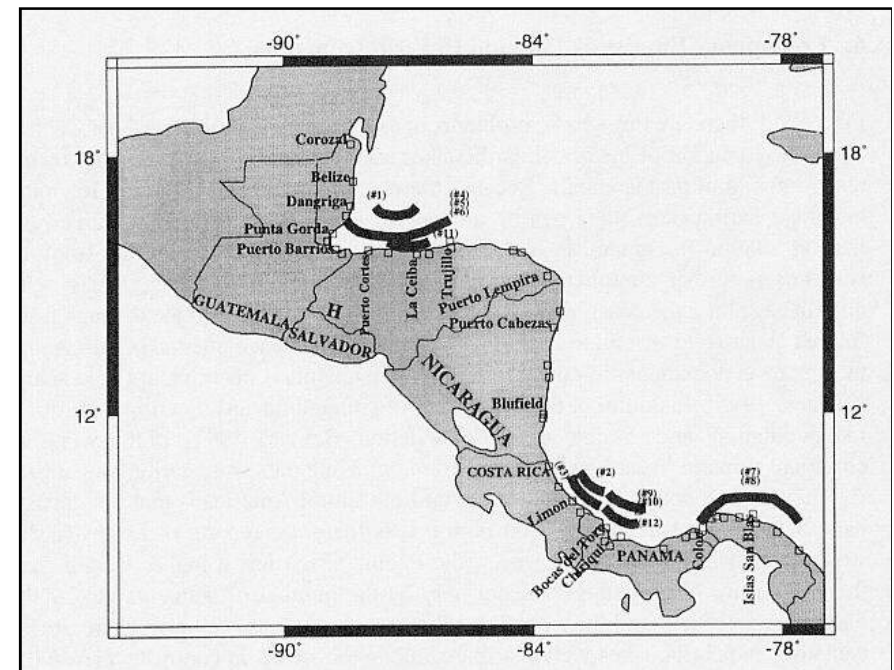 -90 -84 -78
18° 18°
Corozal
Belize
Dangriga
(#1)
(#4)
(#5)
(#6)
Punta Gorda
(#11)
Puerto Barrios
Puerto Cortes
La Ceiba
Trujillo
Puerto Lempira
GUATEMALA
H
Puerto Cabezas
SALVADOR
NICARAGUA
12° 12°
Blufield
COSTA RICA
(#3)
(#2)
(#7)
(#8)
(#9)
(#10)
Limon
(#12)
Bocas del Toro
Chiriqui
PANAMA
Colon
Islas San Blas
-90° -84° -78°